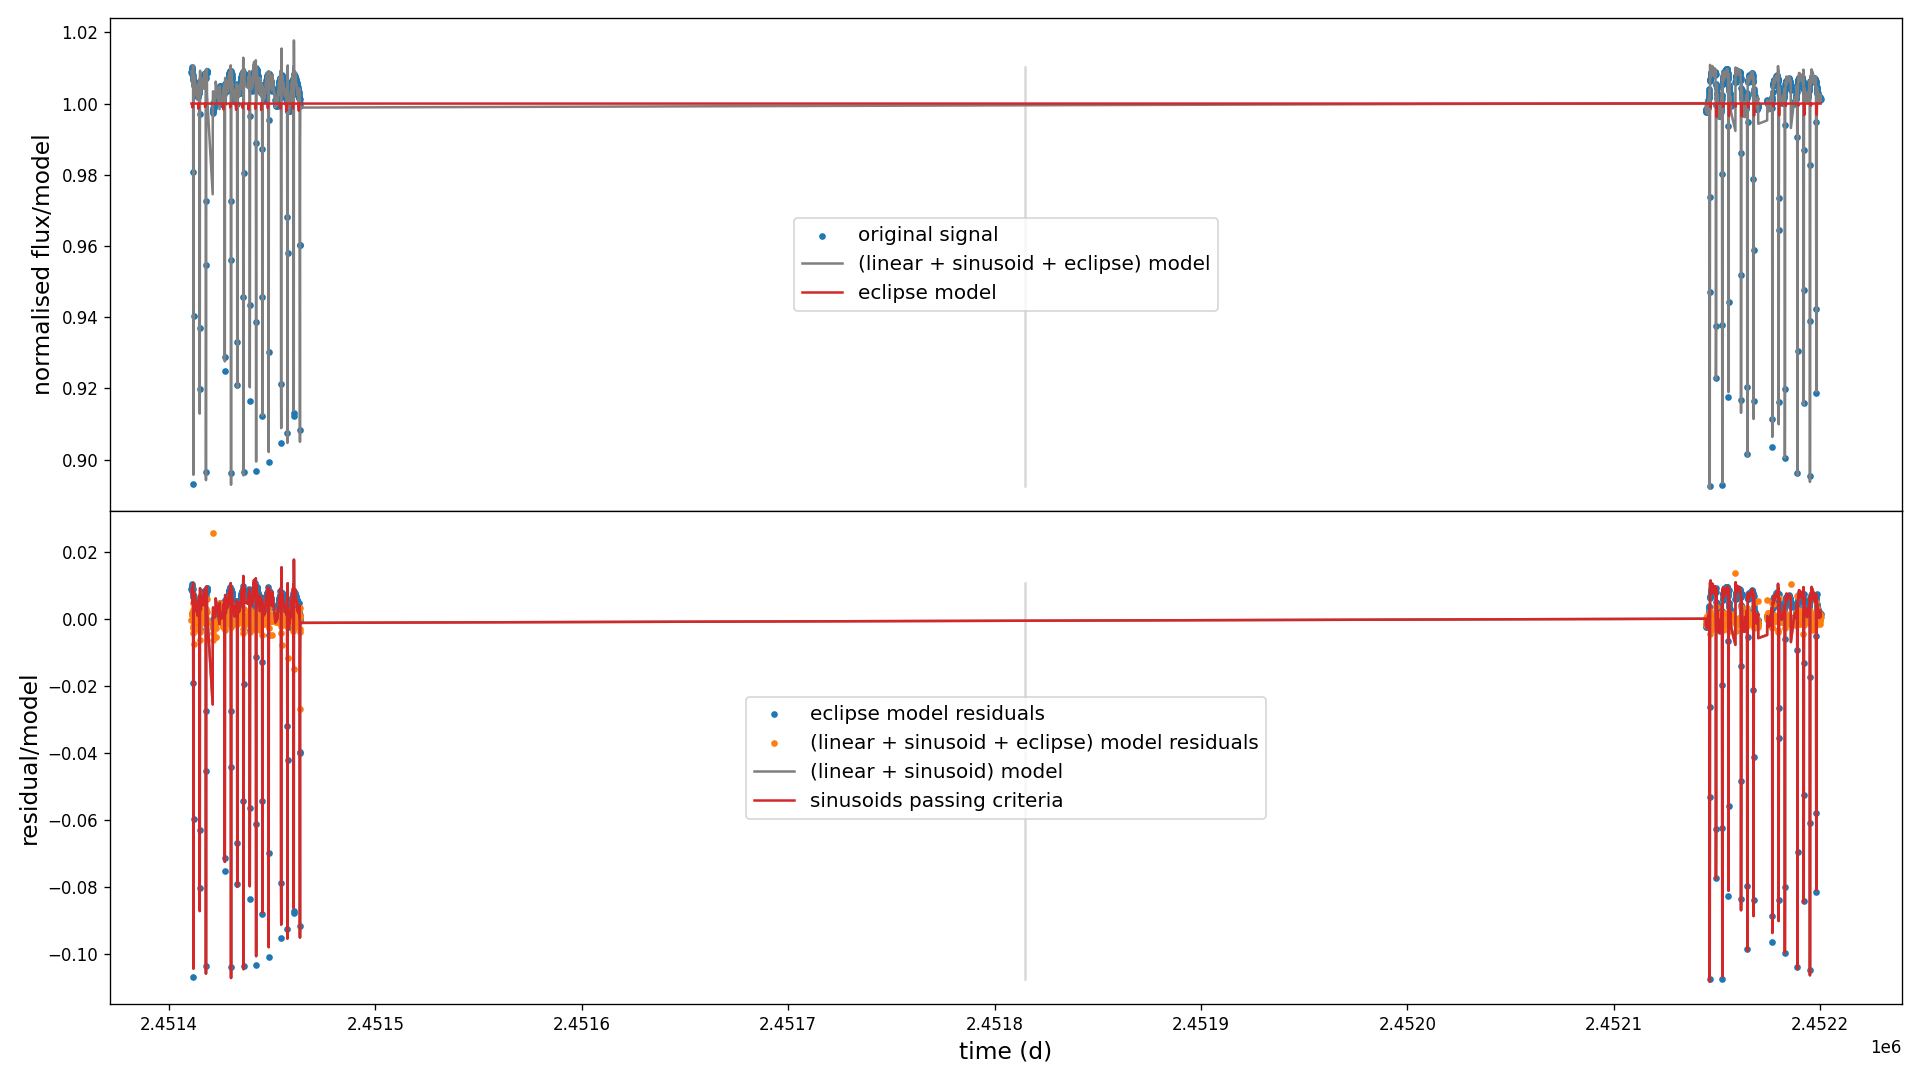 1.02
1.00
0.98
0.96
0.94
0.92
0.90
normalised flux/model
original signal
(linear + sinusoid + eclipse) model
eclipse model
0.02
0.00
−0.02
−0.04
−0.06
−0.08
−0.10
residual/model
eclipse model residuals
(linear + sinusoid + eclipse) model residuals
(linear + sinusoid) model
sinusoids passing criteria
2.4514
2.4515
2.4516
2.4517
2.4518
2.4519
2.4520
2.4521
2.4522
1e6
time (d)